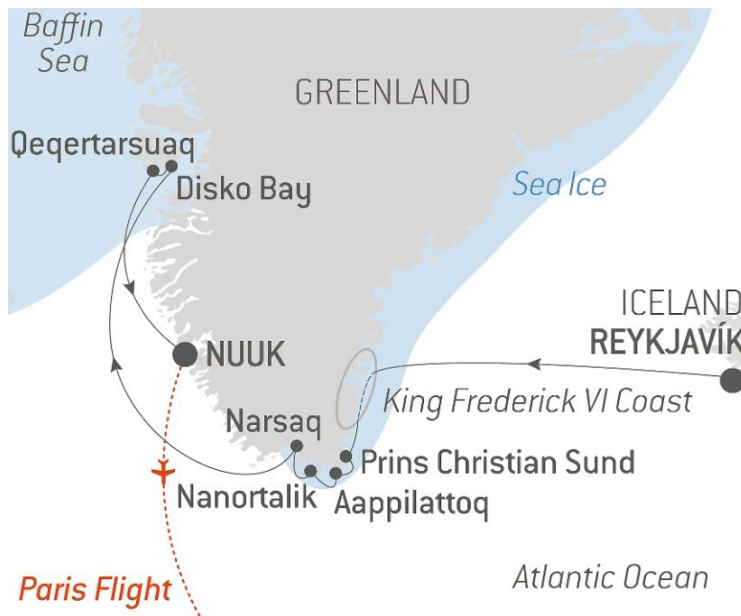 Baffin
Sea
GREENLAND
Qeqertarsuaq
Disko Bay
Sea Ice
ICELAND
REYKJAVÍK
NUUK
King Frederick VI Coast
Narsaq
Prins Christian Sund
Nanortalik
Aappilattoq
Paris Flight
Atlantic Ocean